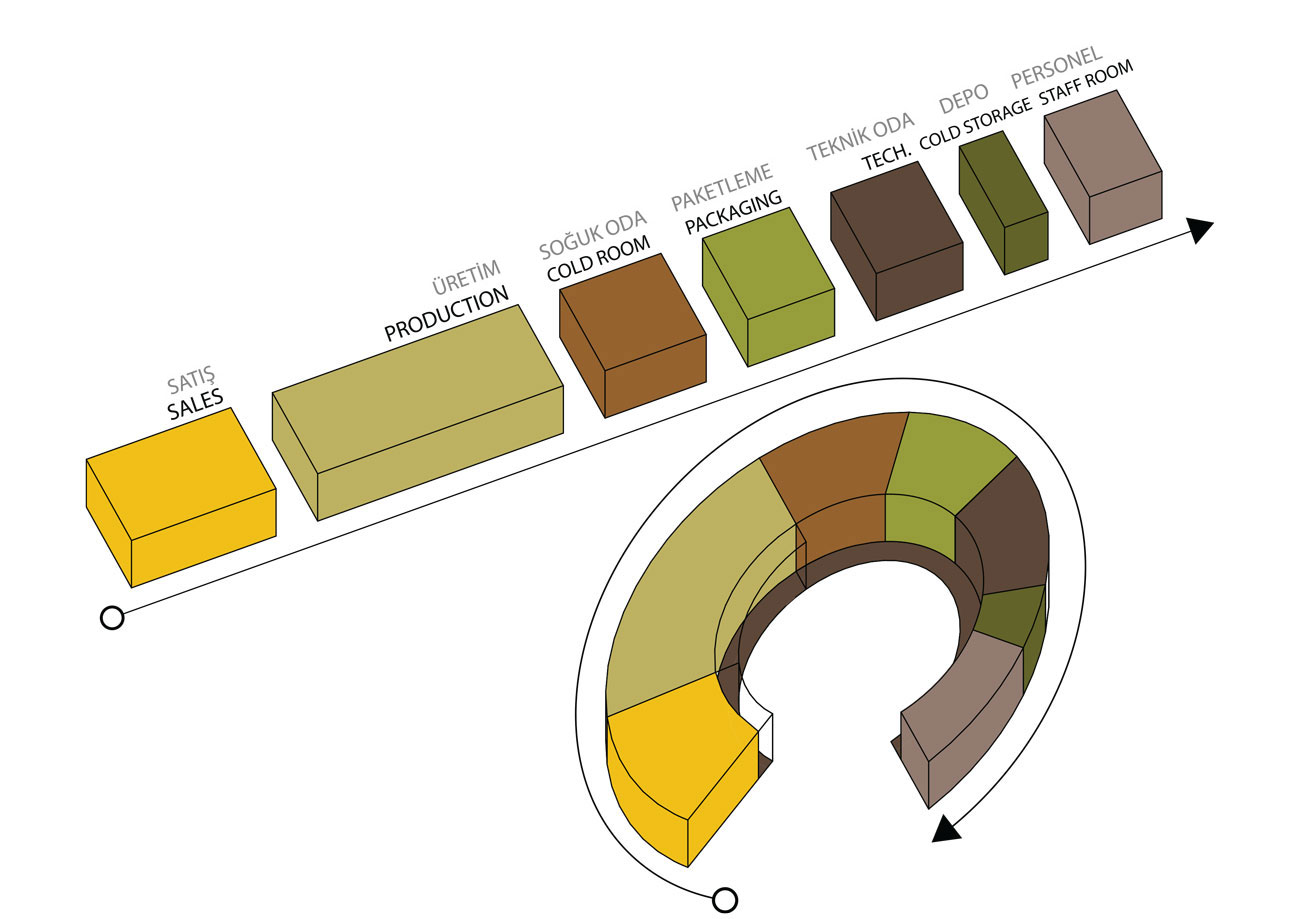 SATIŞ
SALES
ÜRETİM
PRODUCTION
SOĞUK ODA
COLD ROOM
PAKETLEME
PACKAGING
TEKNİK ODA
TECH.
DEPO
COLD STORAGE
PERSONEL
STAFF ROOM